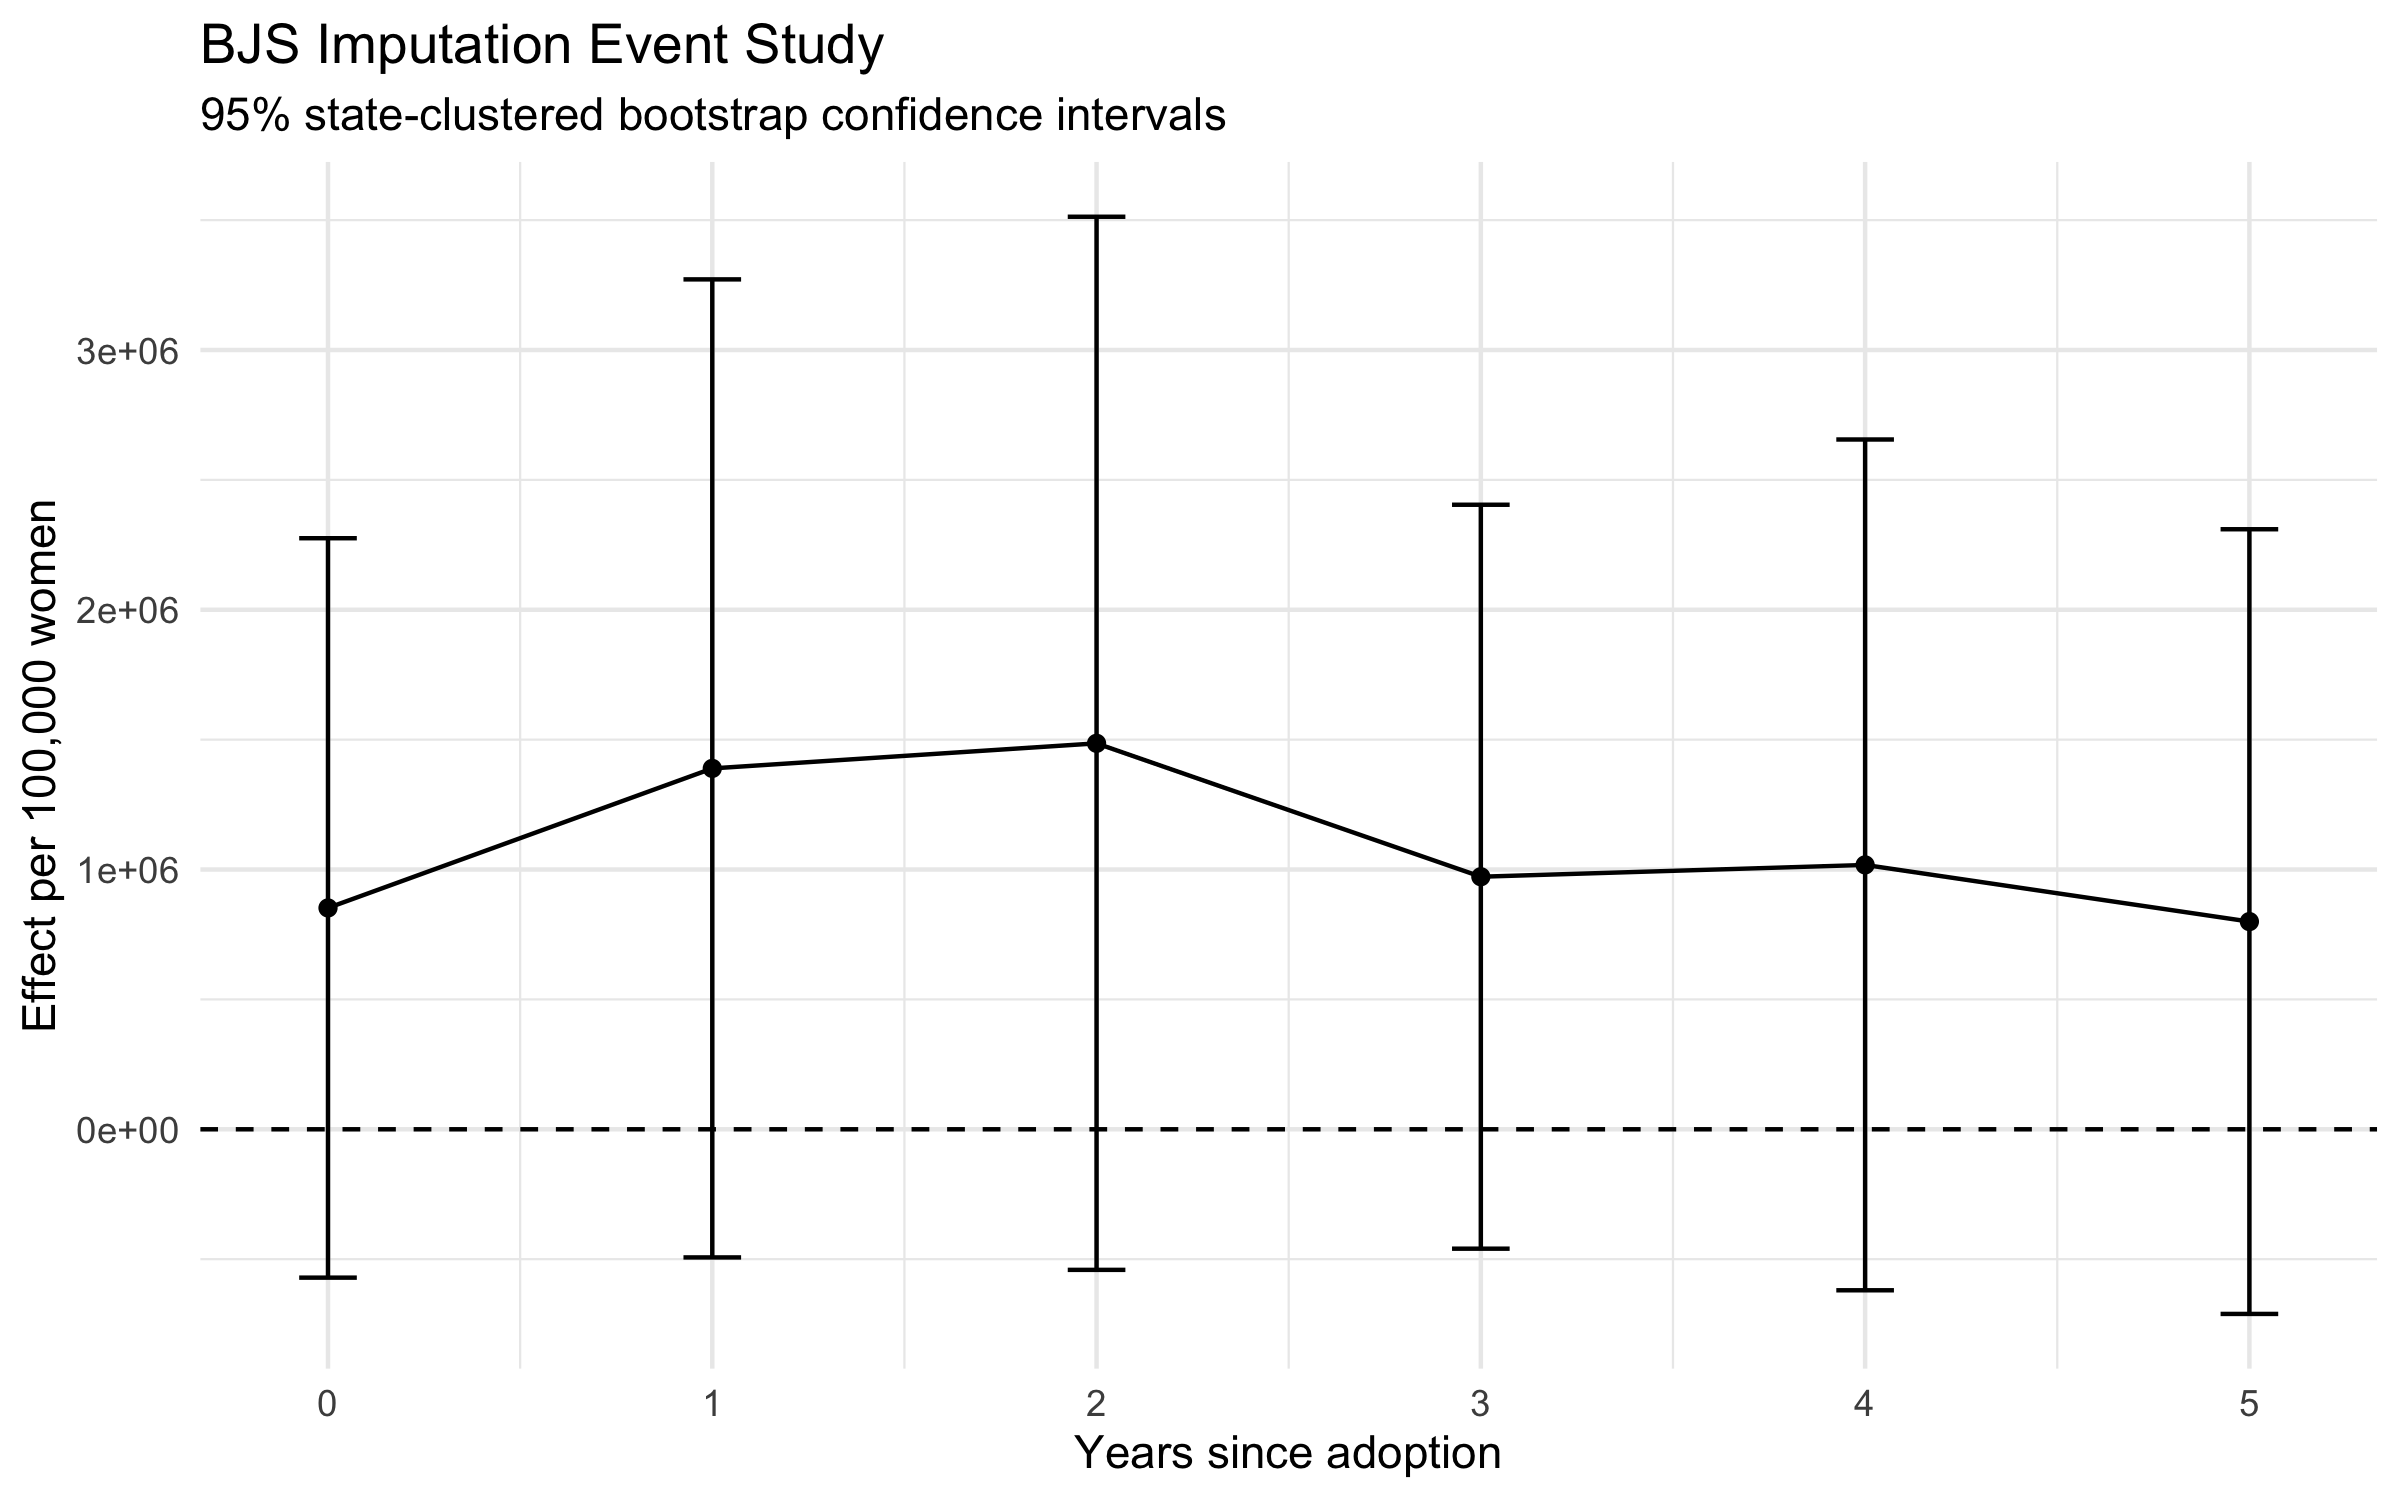 BJS Imputation Event Study
95% state-clustered bootstrap confidence intervals
Effect per 100,000 women
3e+06
2e+06
1e+06
0e+00
0
1
2
3
4
5
Years since adoption